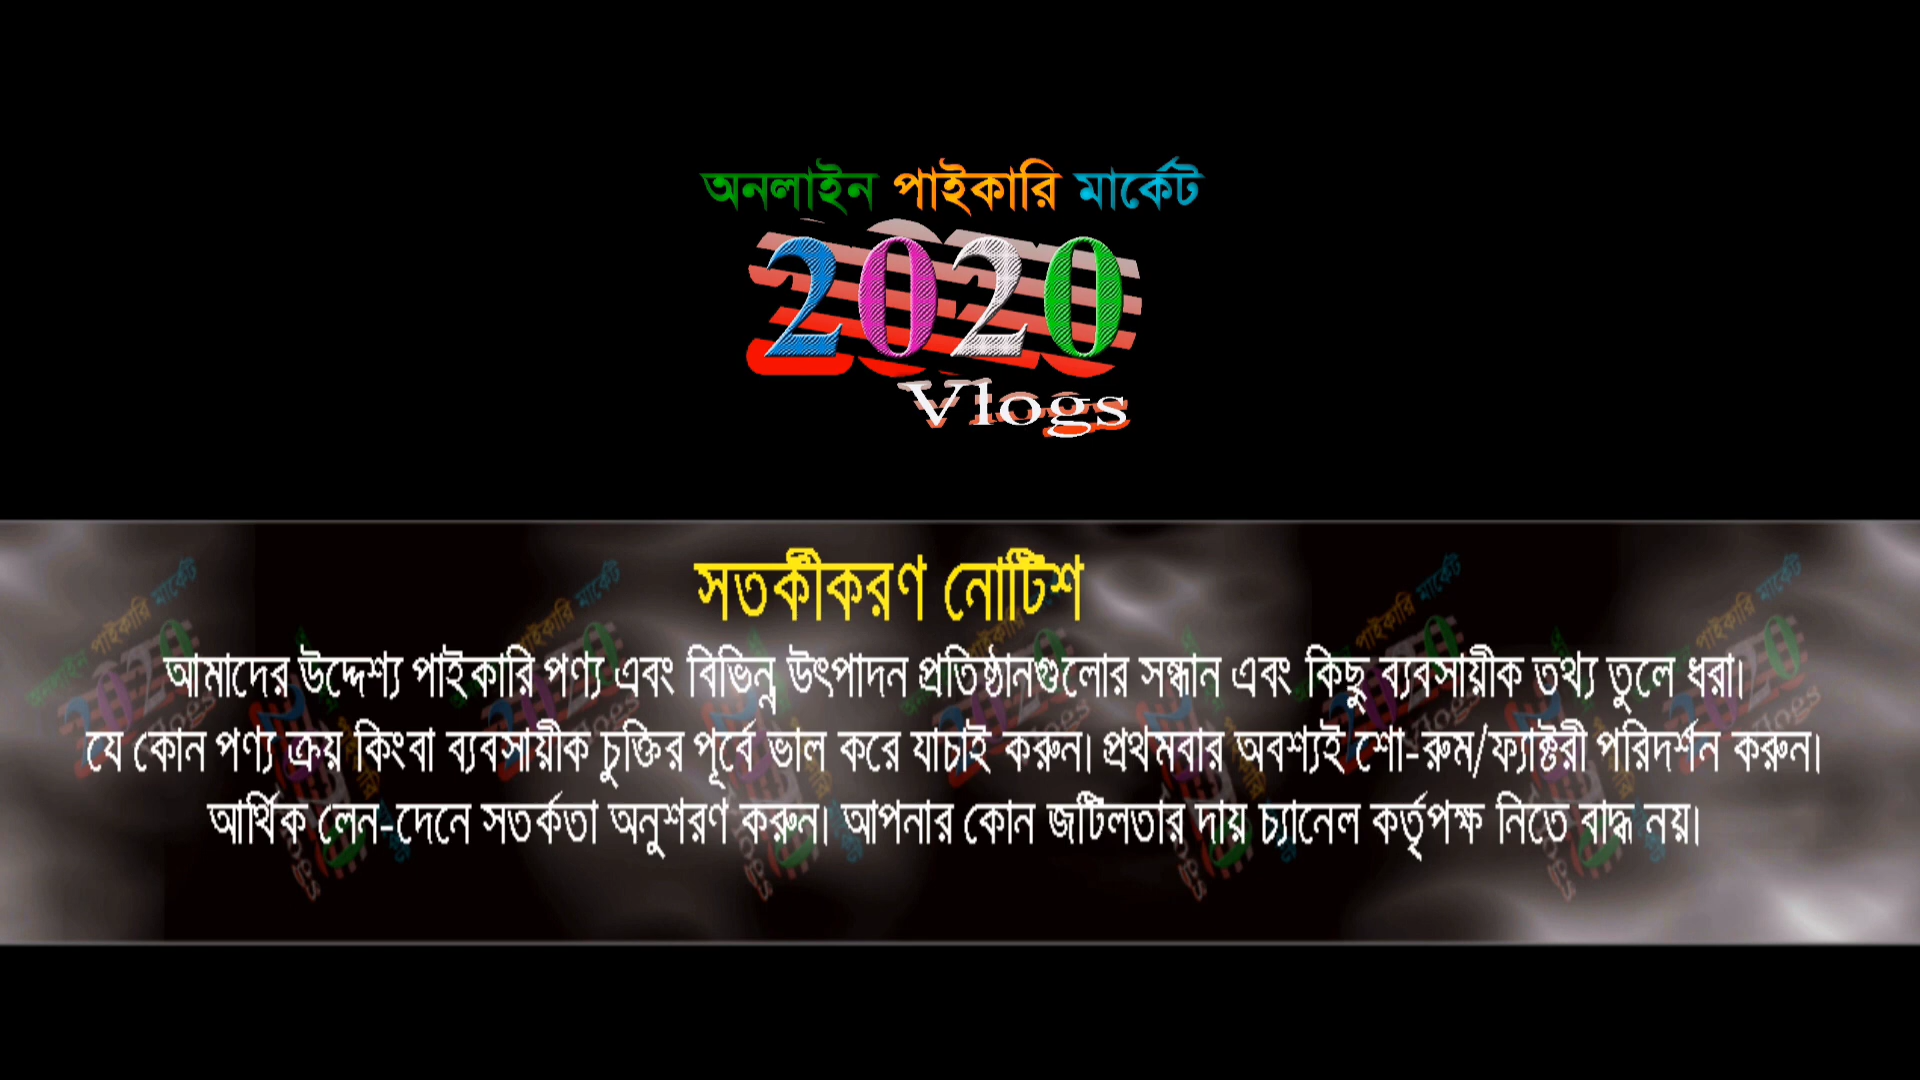 অনলাইন পাইকারি মার্কেট
2020
Vlogs
সতর্কীকরণ নোটিশ
আমাদের উদ্দেশ্য পাইকারি পণ্য এবং বিভিন্ন উৎপাদন প্রতিষ্ঠানগুলোর সন্ধান এবং কিছু ব্যবসায়ীক তথ্য তুলে ধরা।
যে কোন পণ্য ক্রয় কিংবা ব্যবসায়ীক চুক্তির পূর্বে ভাল করে যাচাই করুন। প্রথমবার অবশ্যই শো-রুম/ফ্যাক্টরী পরিদর্শন করুন।
আর্থিক লেন-দেনে সতর্কতা অনুশরণ করুন। আপনার কোন জটিলতার দায় চ্যানেল কর্তৃপক্ষ নিতে বাদ্ধ নয়।